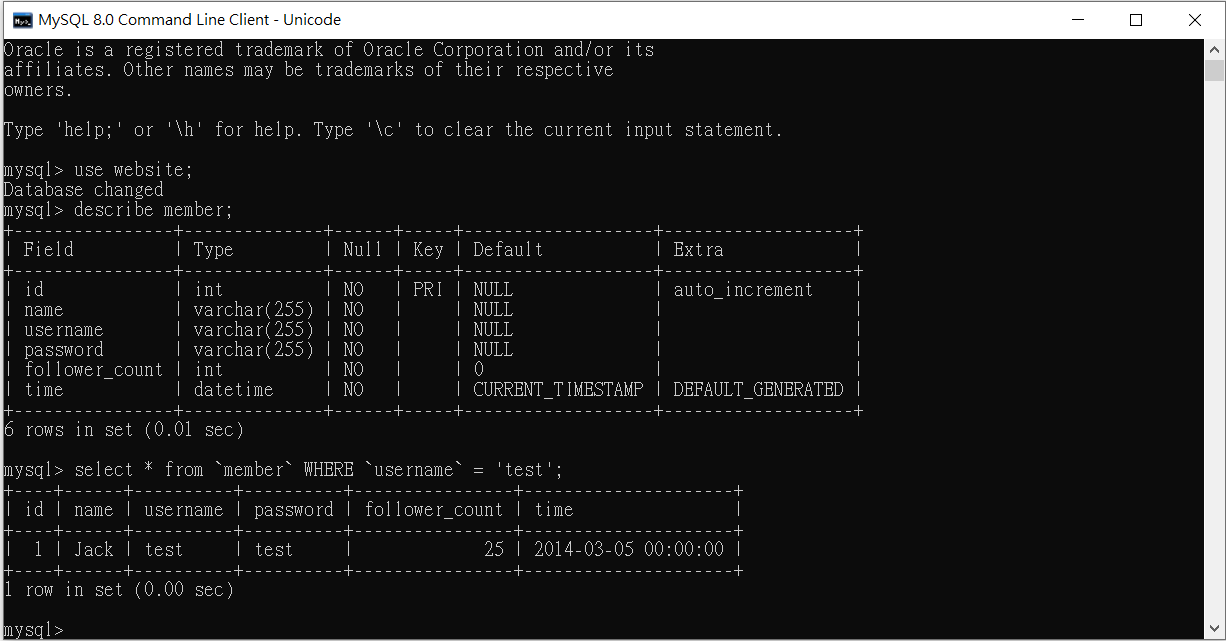 MySQL 8.0 Command Line Client - Unicode
Oracle is a registered trademark of Oracle Corporation and/or its
affiliates. Other names may be trademarks of their respective
owners.
Type 'help;' or '\h' for help. Type '\c' to clear the current input statement.
mysql> use website;
Database changed
mysql> describe member;
+----------------+--------------+------+-----+-------------------+-------------------+
| Field          | Type         | Null | Key | Default           | Extra             |
+----------------+--------------+------+-----+-------------------+-------------------+
| id             | int          | NO   | PRI | NULL              | auto_increment    |
| name           | varchar(255) | NO   |     | NULL              |                   |
| username       | varchar(255) | NO   |     | NULL              |                   |
| password       | varchar(255) | NO   |     | NULL              |                   |
| follower_count | int          | NO   |     | 0                 |                   |
| time           | datetime     | NO   |     | CURRENT_TIMESTAMP | DEFAULT_GENERATED |
+----------------+--------------+------+-----+-------------------+-------------------+
6 rows in set (0.01 sec)
mysql> select * from `member` WHERE `username` = 'test';
+----+------+----------+----------+----------------+---------------------+
| id | name | username | password | follower_count | time                |
+----+------+----------+----------+----------------+---------------------+
|  1 | Jack | test     | test     |             25 | 2014-03-05 00:00:00 |
+----+------+----------+----------+----------------+---------------------+
1 row in set (0.00 sec)
mysql>